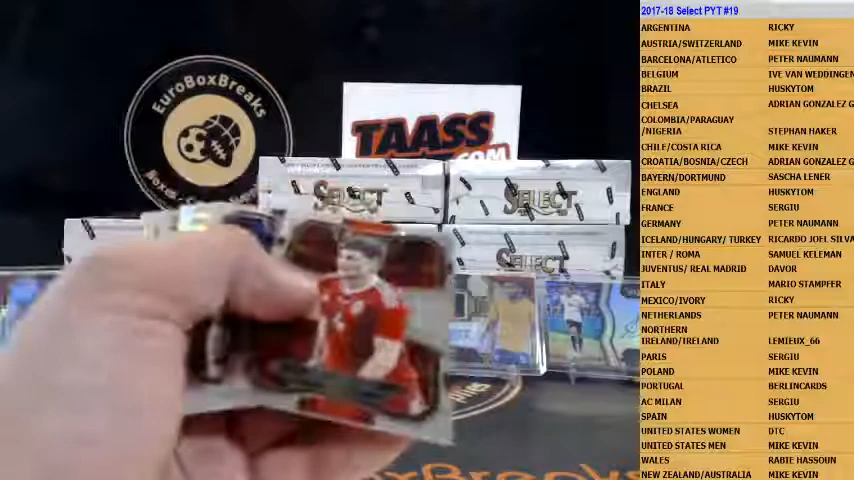 2017-18 Select PYT #19
ARGENTINA RICKY
AUSTRIA/SWITZERLAND MIKE KEVIN
BARCELONA/ATLETICO PETER NAUMANN
BELGIUM IVE VAN WEDDINGEN
BRAZIL HUSKYTOM
CHELSEA ADRIAN GONZALEZ G
COLOMBIA/PARAGUAY
/NIGERIA STEPHAN HAKER
CHILE/COSTA RICA MIKE KEVIN
CROATIA/BOSNIA/CZECH ADRIAN GONZALEZ G
BAYERN/DORTMUND SASCHA LENER
ENGLAND HUSKYTOM
FRANCE SERGIU
GERMANY PETER NAUMANN
ICELAND/HUNGARY/ TURKEY RICARDO JOEL SILVA
INTER / ROMA SAMUEL KELEMAN
JUVENTUS/ REAL MADRID DAVOR
ITALY MARIO STAMPFER
MEXICO/IVORY RICKY
NETHERLANDS PETER NAUMANN
NORTHERN
IRELAND/IRELAND LEMIEUX_66
PARIS SERGIU
POLAND MIKE KEVIN
PORTUGAL BERLINCARDS
AC MILAN SERGIU
SPAIN HUSKYTOM
UNITED STATES WOMEN DTC
UNITED STATES MEN MIKE KEVIN
WALES RABIE HASSOUN
NEW ZEALAND/AUSTRALIA MIKE KEVIN
EuroBoxBreaks
TAASS
.COM
SELECT
SELECT
SELECT